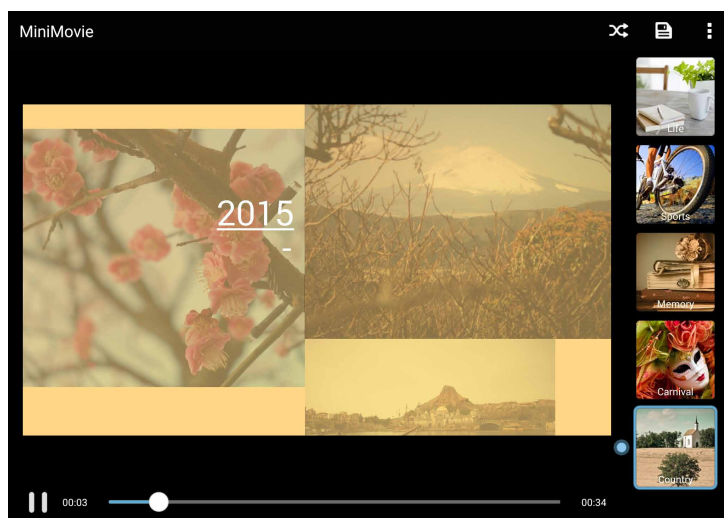 MiniMovie
Life
2015
-
Sports
Memory
Carnival
Country
00:03
00:34